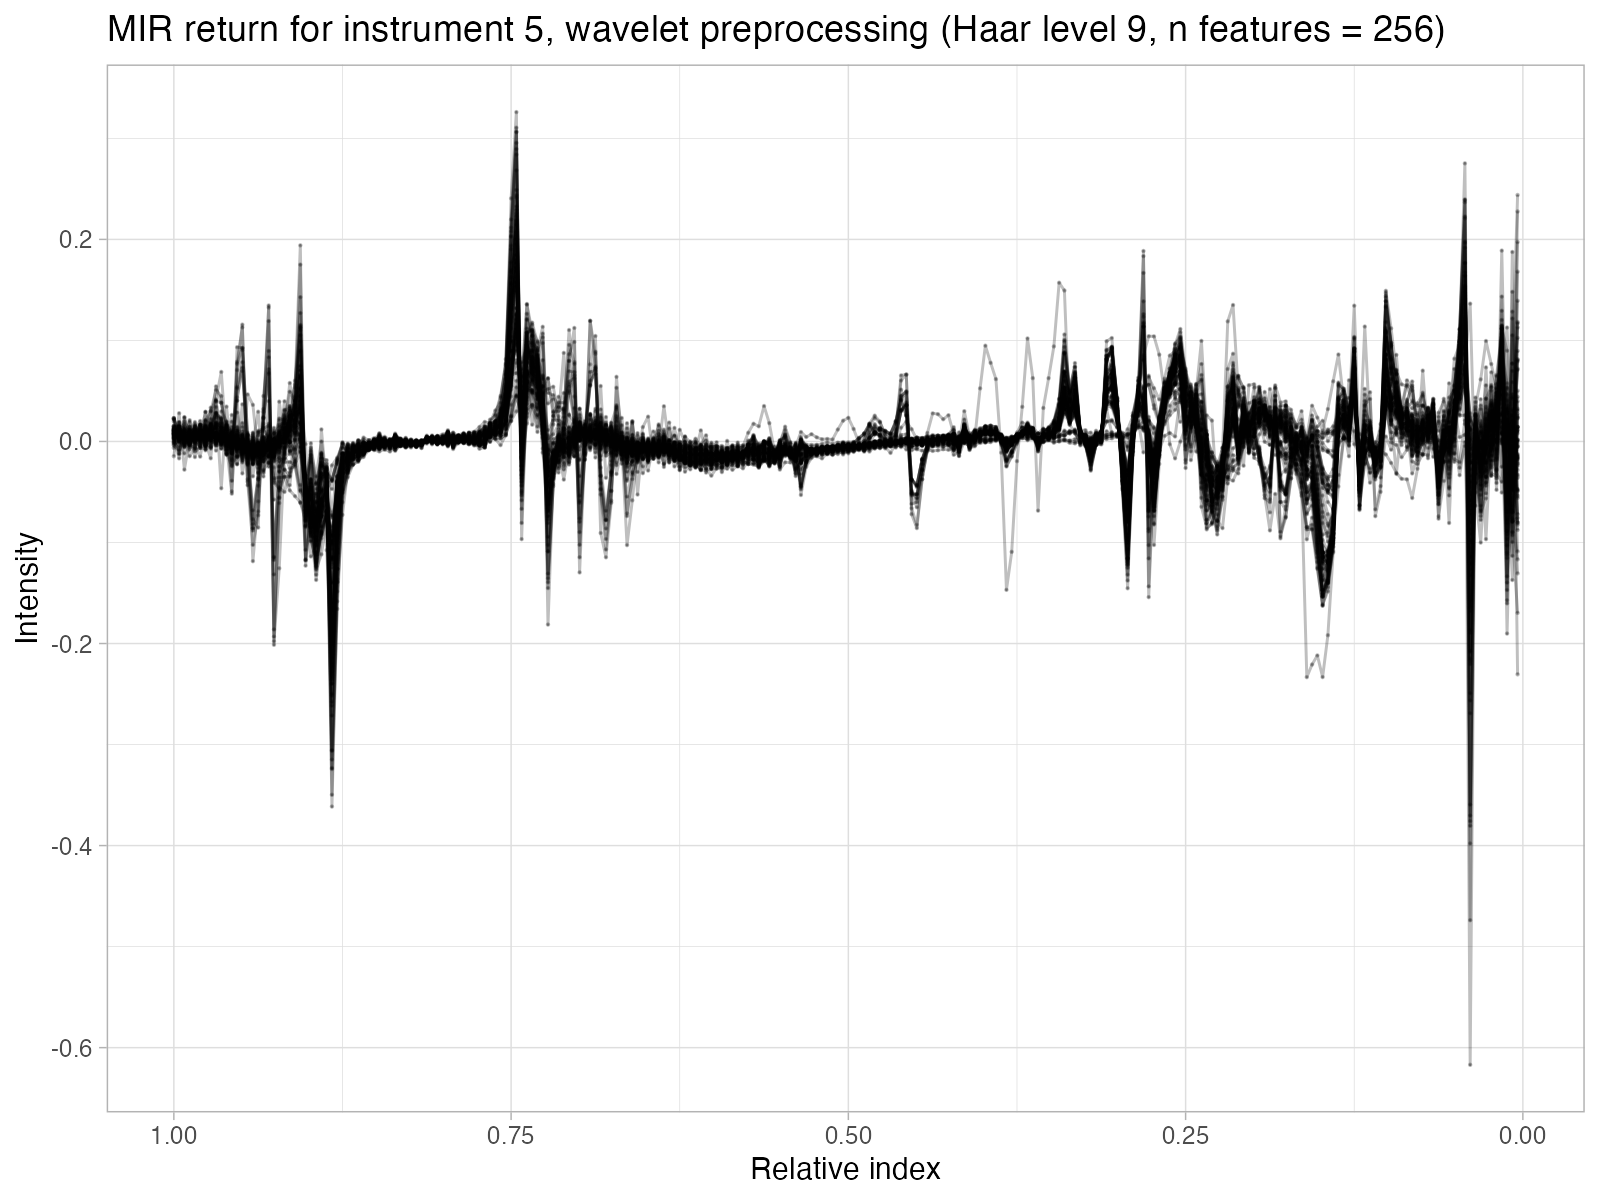 MIR return for instrument 5, wavelet preprocessing (Haar level 9, n features = 256)
Intensity
0.2
0.0
-0.2
-0.4
-0.6
1.00 0.75 0.50 0.25 0.00
Relative index